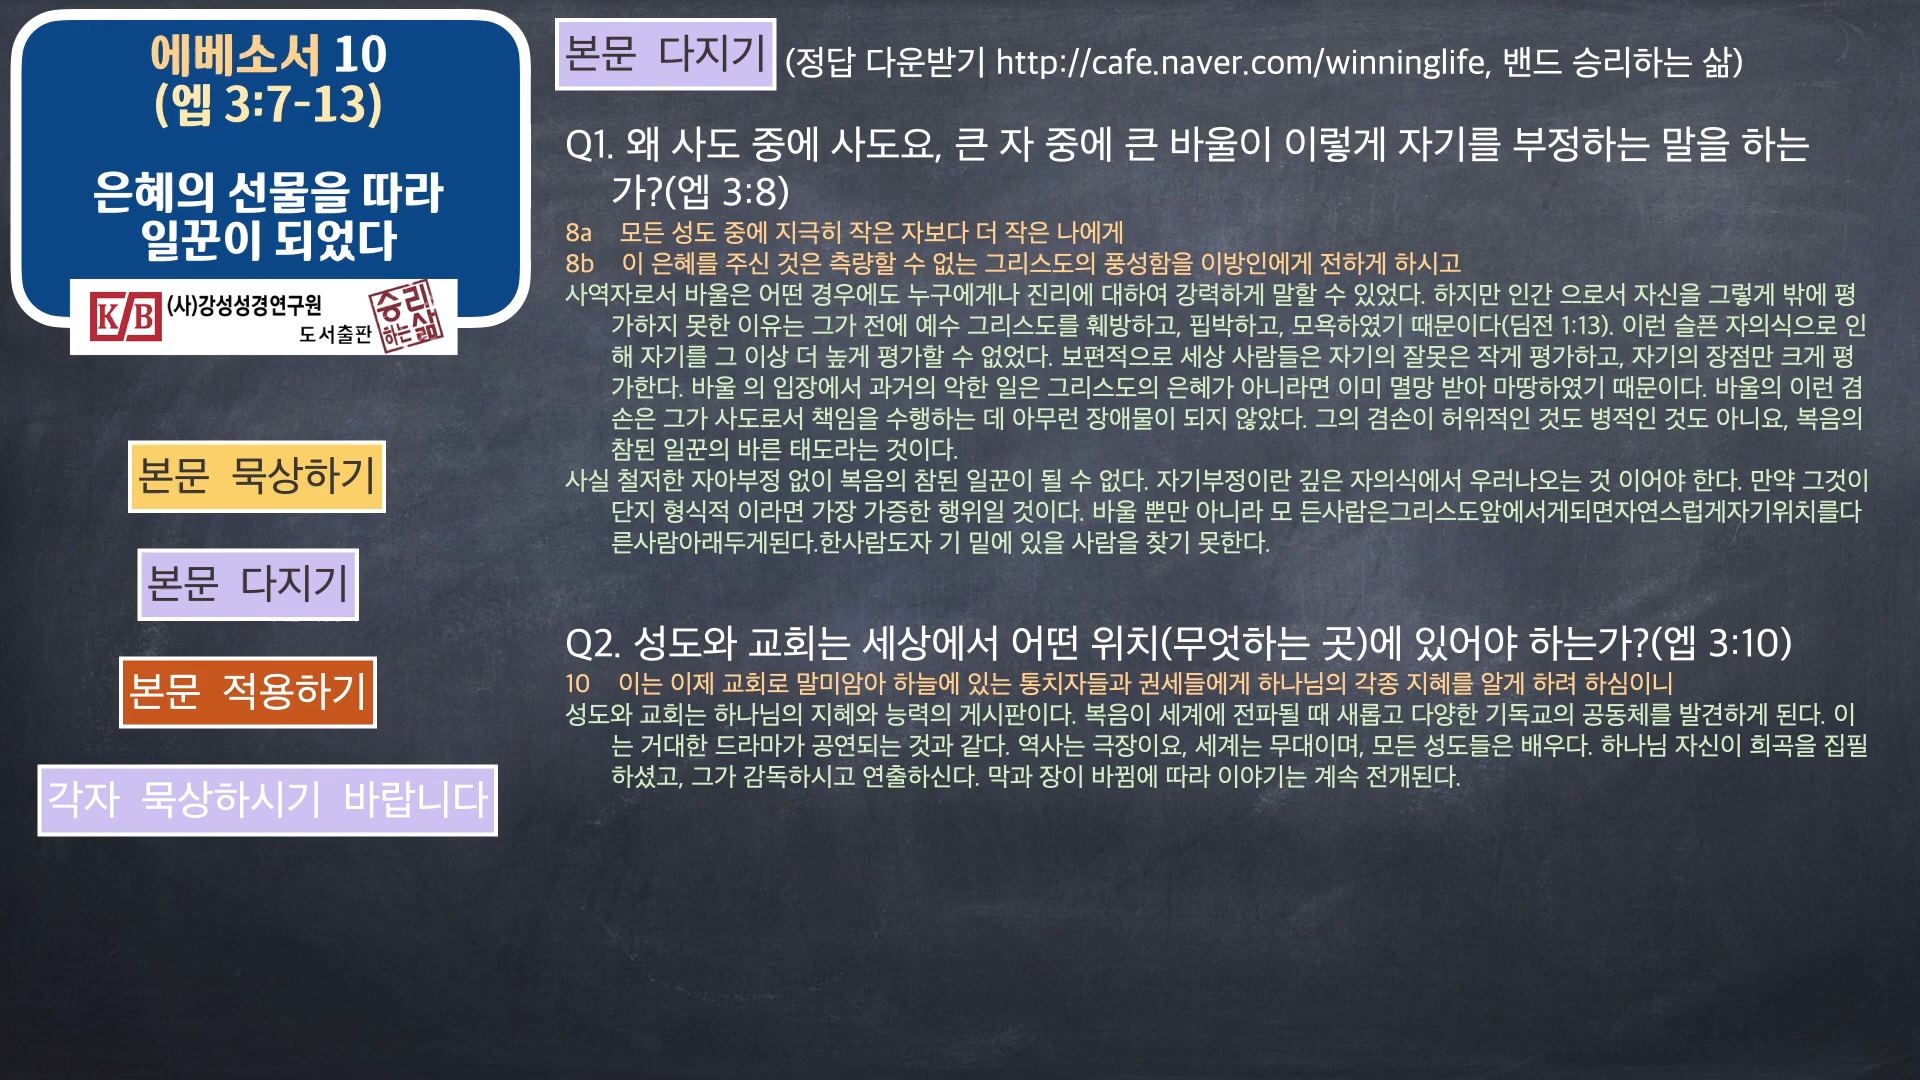 에베소서 10
(엡 3:7-13)
은혜의 선물을 따라
일꾼이 되었다
KB (사)강성성경연구원
도서출판 승리하는 삶
본문 묵상하기
본문 다지기
본문 적용하기
각자 묵상하시기 바랍니다
본문 다지기 (정답 다운받기 http://cafe.naver.com/winninglife, 밴드 승리하는 삶)
Q1. 왜 사도 중에 사도요, 큰 자 중에 큰 바울이 이렇게 자기를 부정하는 말을 하는
가?(엡 3:8)
8a 모든 성도 중에 지극히 작은 자보다 더 작은 나에게
8b 이 은혜를 주신 것은 측량할 수 없는 그리스도의 풍성함을 이방인에게 전하게 하시고
사역자로서 바울은 어떤 경우에도 누구에게나 진리에 대하여 강력하게 말할 수 있었다. 하지만 인간 으로서 자신을 그렇게 밖에 평
가하지 못한 이유는 그가 전에 예수 그리스도를 훼방하고, 핍박하고, 모욕하였기 때문이다(딤전 1:13). 이런 슬픈 자의식으로 인
해 자기를 그 이상 더 높게 평가할 수 없었다. 보편적으로 세상 사람들은 자기의 잘못은 작게 평가하고, 자기의 장점만 크게 평
가한다. 바울 의 입장에서 과거의 악한 일은 그리스도의 은혜가 아니라면 이미 멸망 받아 마땅하였기 때문이다. 바울의 이런 겸
손은 그가 사도로서 책임을 수행하는 데 아무런 장애물이 되지 않았다. 그의 겸손이 허위적인 것도 병적인 것도 아니요, 복음의
참된 일꾼의 바른 태도라는 것이다.
사실 철저한 자아부정 없이 복음의 참된 일꾼이 될 수 없다. 자기부정이란 깊은 자의식에서 우러나오는 것 이어야 한다. 만약 그것이
단지 형식적 이라면 가장 가증한 행위일 것이다. 바울 뿐만 아니라 모 든사람은그리스도앞에서게되면자연스럽게자기위치를다
른사람아래두게된다.한사람도자 기 밑에 있을 사람을 찾기 못한다.
Q2. 성도와 교회는 세상에서 어떤 위치(무엇하는 곳)에 있어야 하는가?(엡 3:10)
10 이는 이제 교회로 말미암아 하늘에 있는 통치자들과 권세들에게 하나님의 각종 지혜를 알게 하려 하심이니
성도와 교회는 하나님의 지혜와 능력의 게시판이다. 복음이 세계에 전파될 때 새롭고 다양한 기독교의 공동체를 발견하게 된다. 이
는 거대한 드라마가 공연되는 것과 같다. 역사는 극장이요, 세계는 무대이며, 모든 성도들은 배우다. 하나님 자신이 희곡을 집필
하셨고, 그가 감독하시고 연출하신다. 막과 장이 바뀜에 따라 이야기는 계속 전개된다.